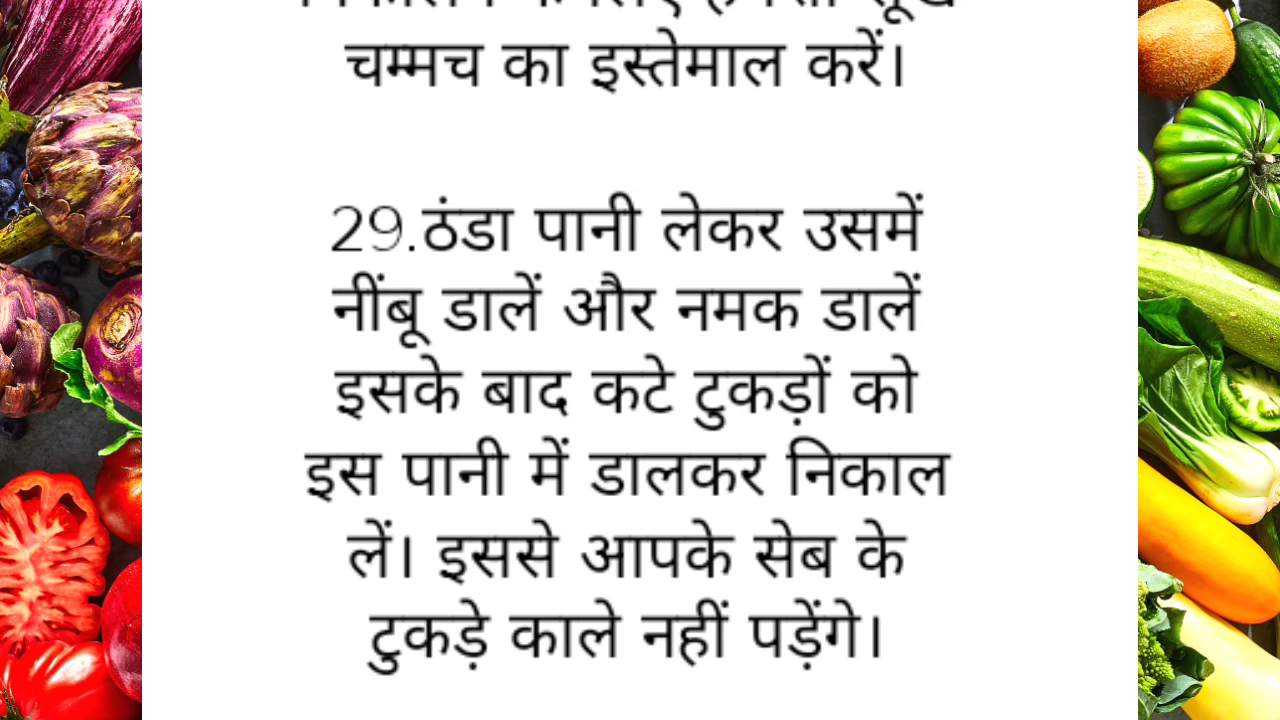 चम्मच का इस्तेमाल करें।
29.ठंडा पानी लेकर उसमें
नींबू डालें और नमक डालें
इसके बाद कटे टुकड़ों को
इस पानी में डालकर निकाल
लें। इससे आपके सेब के
टुकड़े काले नहीं पड़ेंगे।